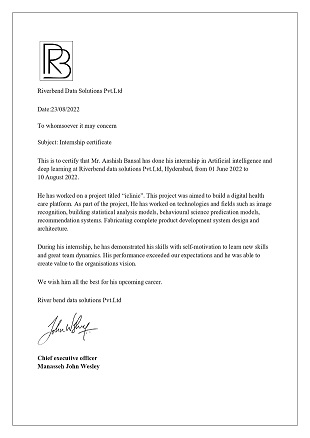 RB
Riverbend Data Solutions Pvt.Ltd
Date:23/08/2022
To whomsoever it may concern
Subject: Internship certificate
This is to certify that Mr. Aashish Bansal has done his internship in Artificial intelligence and
deep learning at Riverbend data solutions Pvt.Ltd, Hyderabad, from 01 June 2022 to
10 August 2022.
He has worked on a project titled “iclinic”. This project was aimed to build a digital health
care platform. As part of the project, He has worked on technologies and fields such as image
recognition, building statistical analysis models, behavioural science predication models,
recommendation systems. Fabricating complete product development system design and
architecture.
During his internship, he has demonstrated his skills with self-motivation to learn new skills
and great team dynamics. His performance exceeded our expectations and he was able to
create value to the organisations vision.
We wish him all the best for his upcoming career.
River bend data solutions Pvt.Ltd
John Wesley
Chief executive officer
Manasseh John Wesley